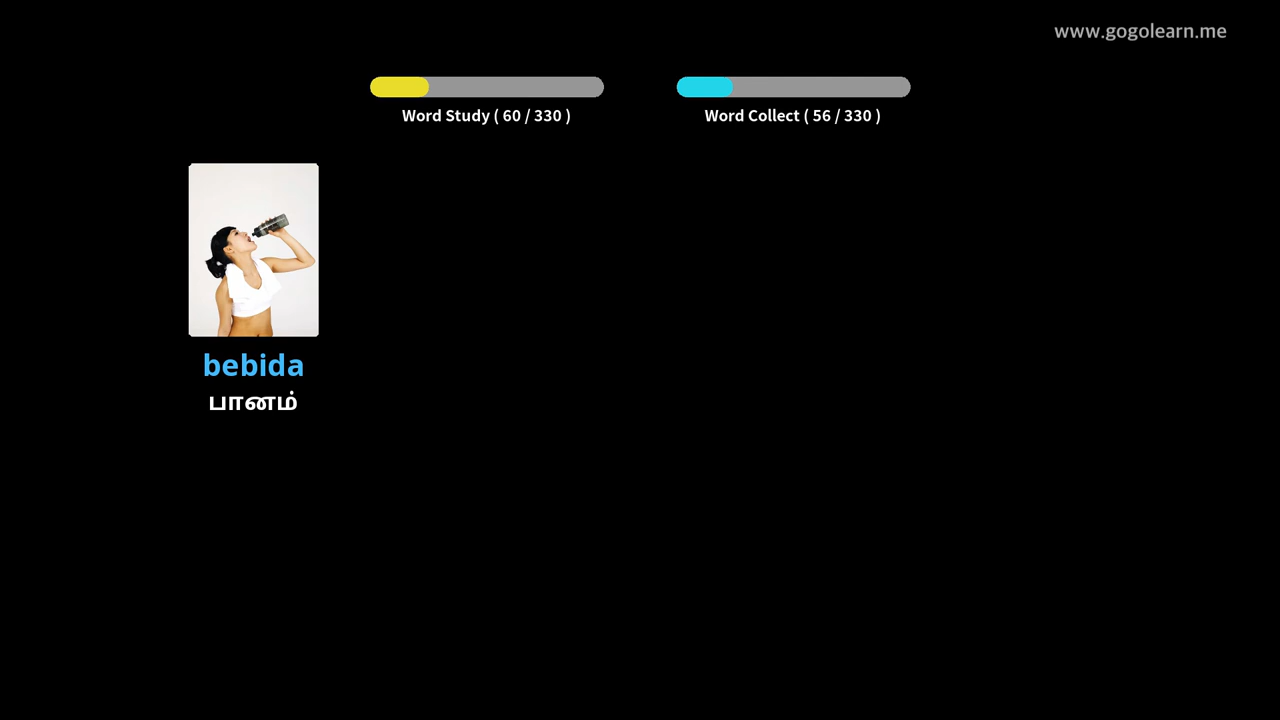 www.gogolearn.me
Word Study ( 60 / 330 )
Word Collect ( 56 / 330 )
bebida
பானம்